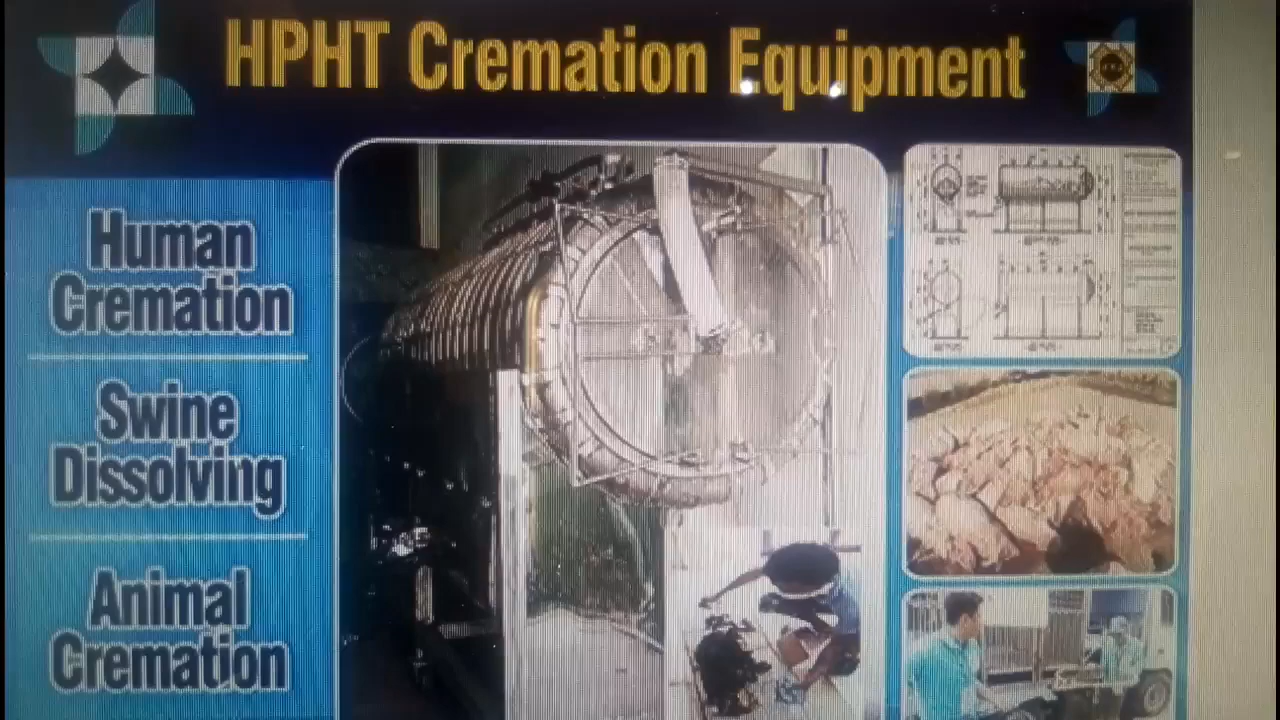 HPHT Cremation Equipment
Human
Cremation
Swine
Dissolving
Animal
Cremation